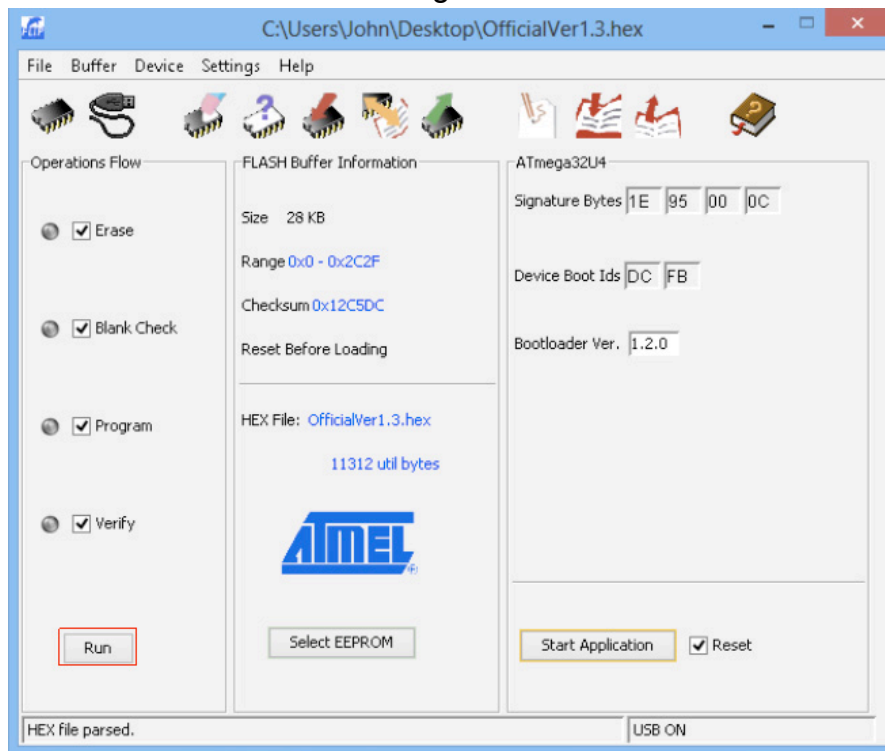 C:\Users\John\Desktop\OfficialVer1.3.hex
File Buffer Device Settings Help
Operations Flow
Erase
Blank Check
Program
Verify
Run
FLASH Buffer Information
Size 28 KB
Range 0x0 - 0x2C2F
Checksum 0x12C5DC
Reset Before Loading
HEX File: OfficialVer1.3.hex
11312 util bytes
ATMEL
®
Select EEPROM
ATmega32U4
Signature Bytes 1E 95 00 0C
Device Boot Ids DC FB
Bootloader Ver. 1.2.0
Start Application Reset
HEX file parsed. USB ON